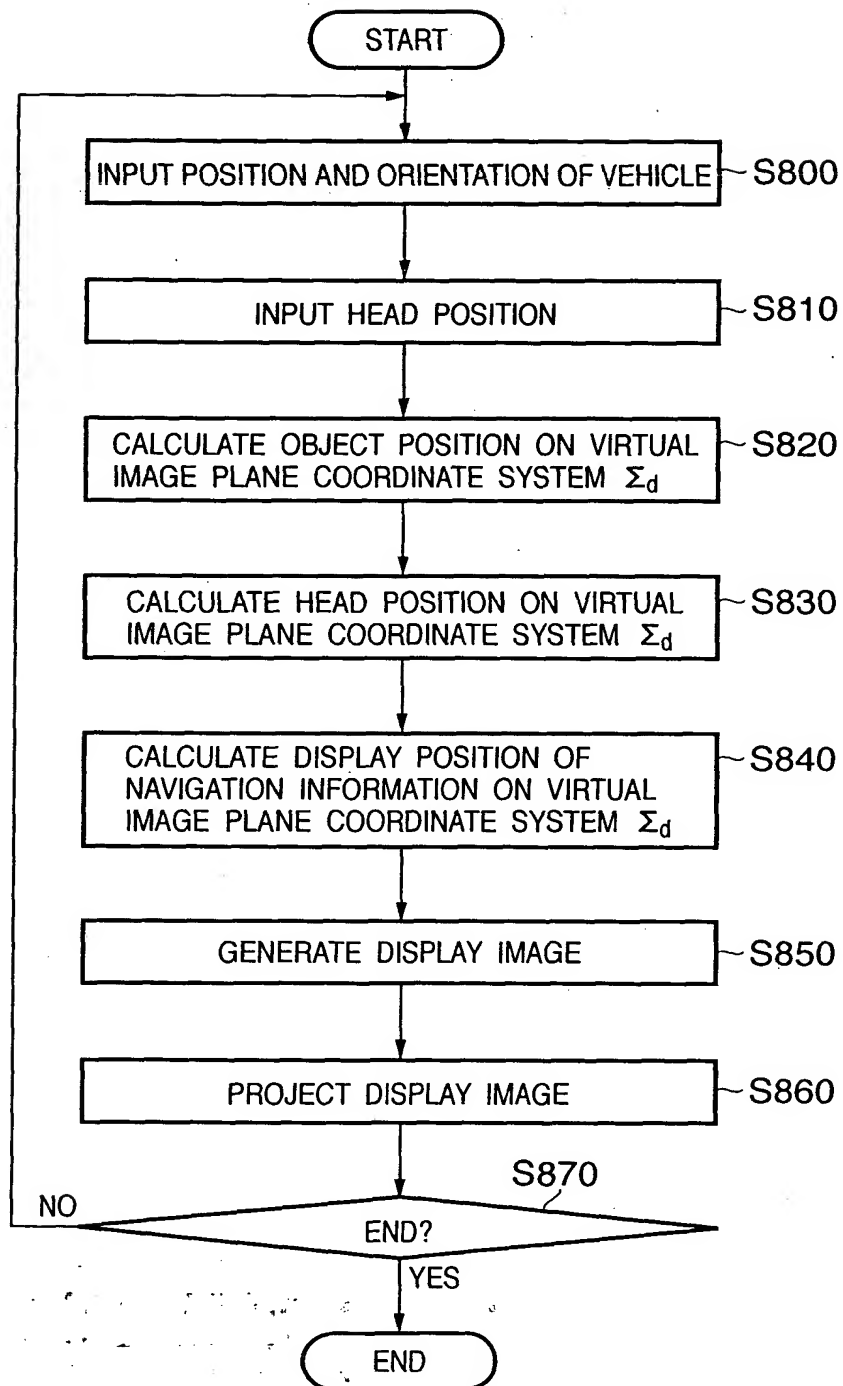 START
INPUT POSITION AND ORIENTATION OF VEHICLE
S800
INPUT HEAD POSITION
S810
CALCULATE OBJECT POSITION ON VIRTUAL
IMAGE PLANE COORDINATE SYSTEM Σd
S820
CALCULATE HEAD POSITION ON VIRTUAL
IMAGE PLANE COORDINATE SYSTEM Σd
S830
CALCULATE DISPLAY POSITION OF
NAVIGATION INFORMATION ON VIRTUAL
IMAGE PLANE COORDINATE SYSTEM Σd
S840
GENERATE DISPLAY IMAGE
S850
PROJECT DISPLAY IMAGE
S860
S870
NO
END?
YES
END